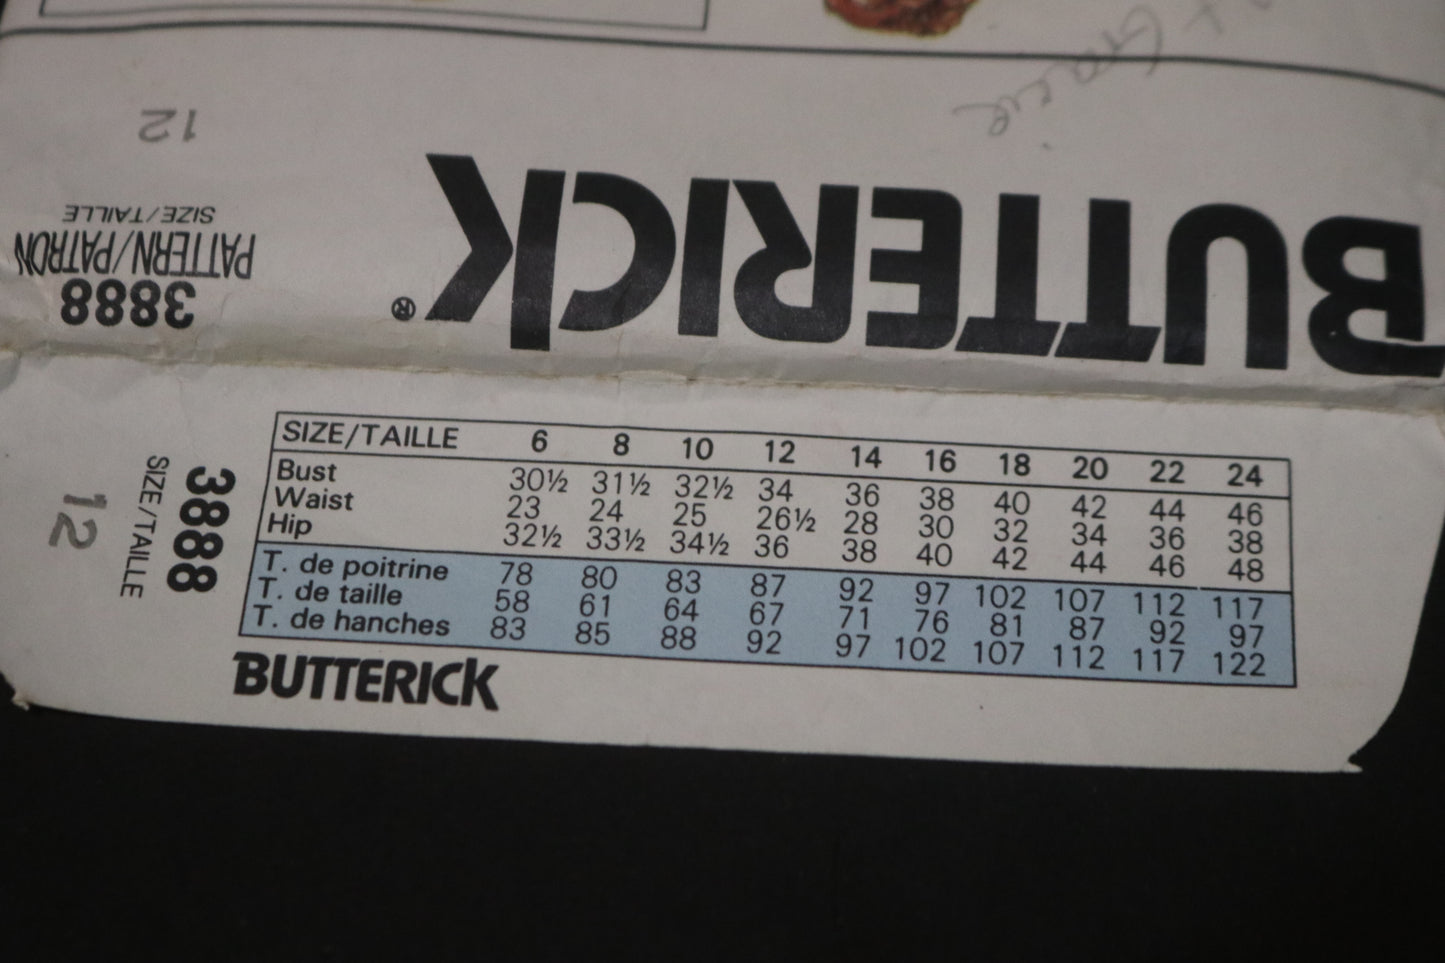 Gracie
12
SIZE/TAILLE
PATTERN/PATRON
3888
BUTTERICK®
SIZE/TAILLE 6 8 10 12 14 16 18 20 22 24
Bust 30½ 31½ 32½ 34 36 38 40 42 44 46
Waist 23 24 25 26½ 28 30 32 34 36 38
Hip 32½ 33½ 34½ 36 38 40 42 44 46 48
T. de poitrine 78 80 83 87 92 97 102 107 112 117
T. de taille 58 61 64 67 71 76 81 87 92 97
T. de hanches 83 85 88 92 97 102 107 112 117 122
BUTTERICK
3888
SIZE/TAILLE
12